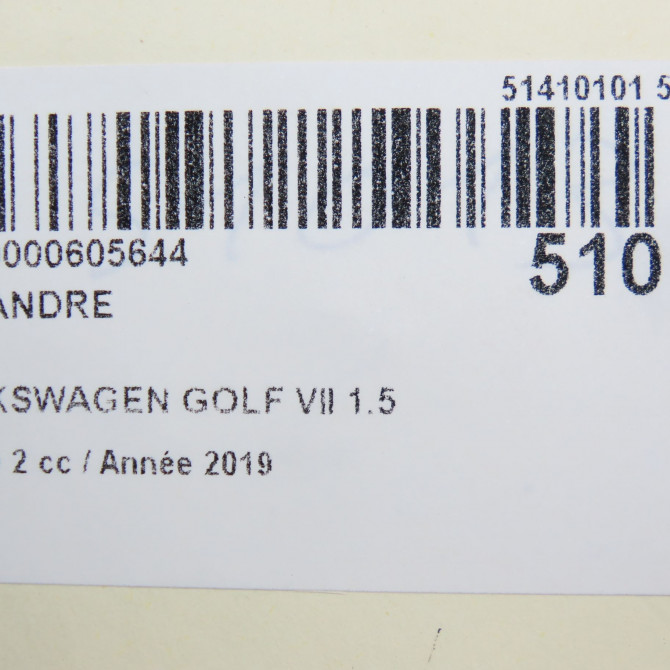 51410101 5
000605644
510
ANDRE
KSWAGEN GOLF VII 1.5
2 cc / Année 2019